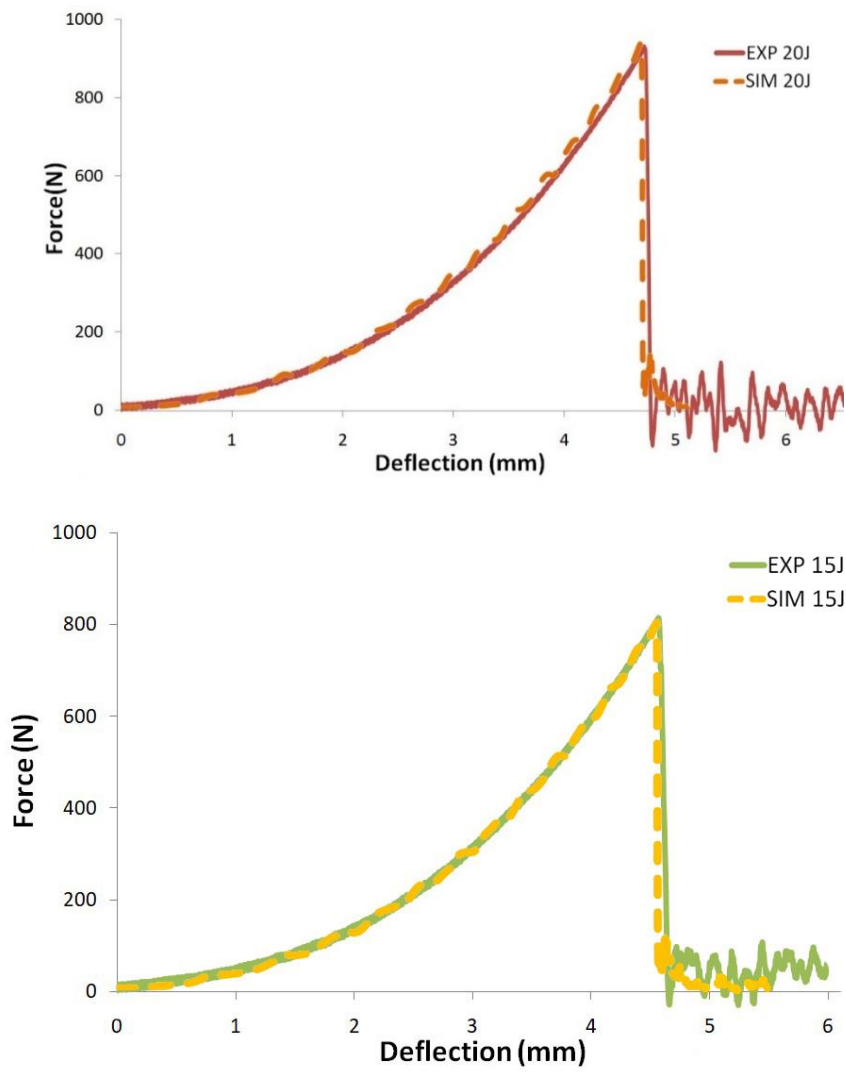 1000
800
600
400
200
0
Force(N)
EXP 20J
SIM 20J
0 1 2 3 4 5 6
Deflection (mm)
1000
800
600
400
200
0
Force (N)
EXP 15J
SIM 15J
0 1 2 3 4 5 6
Deflection (mm)